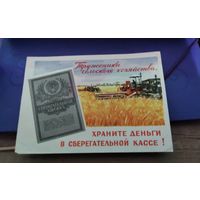 Труженики
сельского хозяйства,
ХРАНИТЕ ДЕНЬГИ
В СБЕРЕГАТЕЛЬНОЙ КАССЕ!